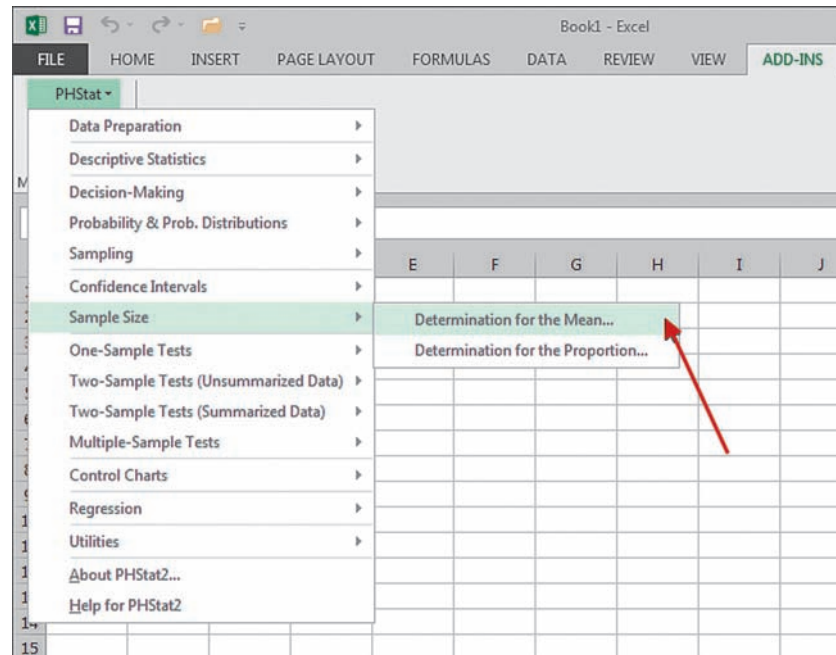 Book1 - Excel
FILE HOME INSERT PAGE LAYOUT FORMULAS DATA REVIEW VIEW ADD-INS
PHStat
Data Preparation
Descriptive Statistics
M
Decision-Making
Probability & Prob. Distributions
Sampling
E F G H I J
Confidence Intervals
Sample Size
Determination for the Mean...
One-Sample Tests
Determination for the Proportion...
Two-Sample Tests (Unsummarized Data)
Two-Sample Tests (Summarized Data)
Multiple-Sample Tests
Control Charts
Regression
Utilities
About PHStat2...
Help for PHStat2
14
15